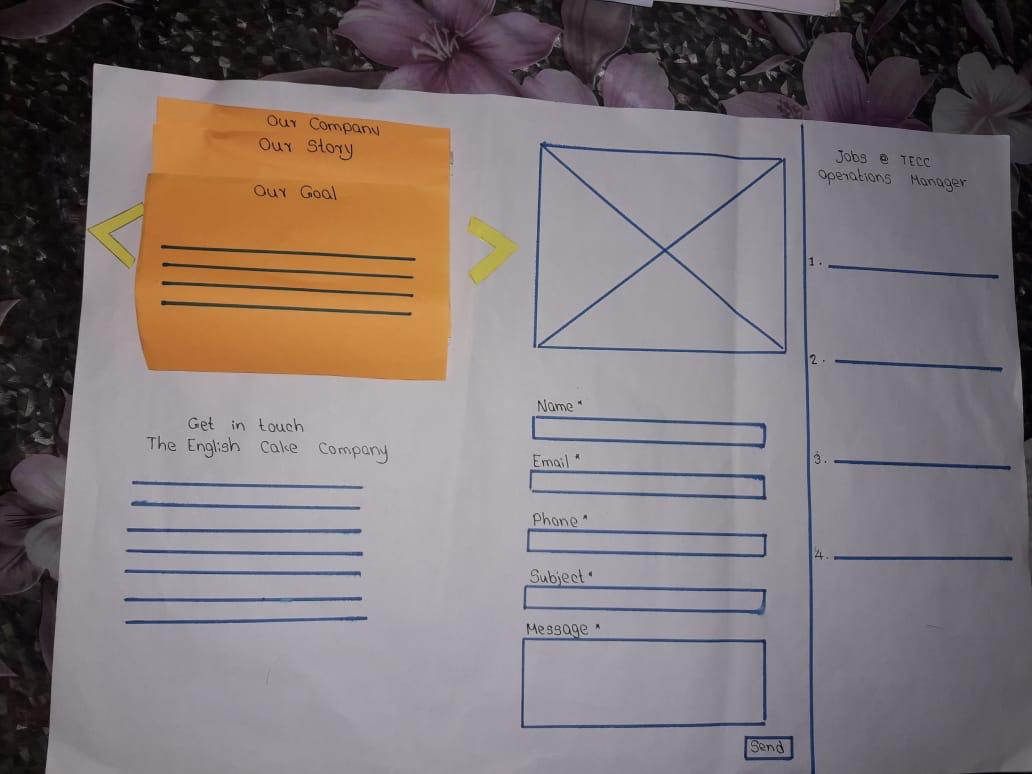 Our Company
Our Story
Our Goal
Get in touch
The English Cake Company
Name *
Email *
Phone *
Subject *
Message *
Send
Jobs @ TECC
Operations Manager
1.
2.
3.
4.